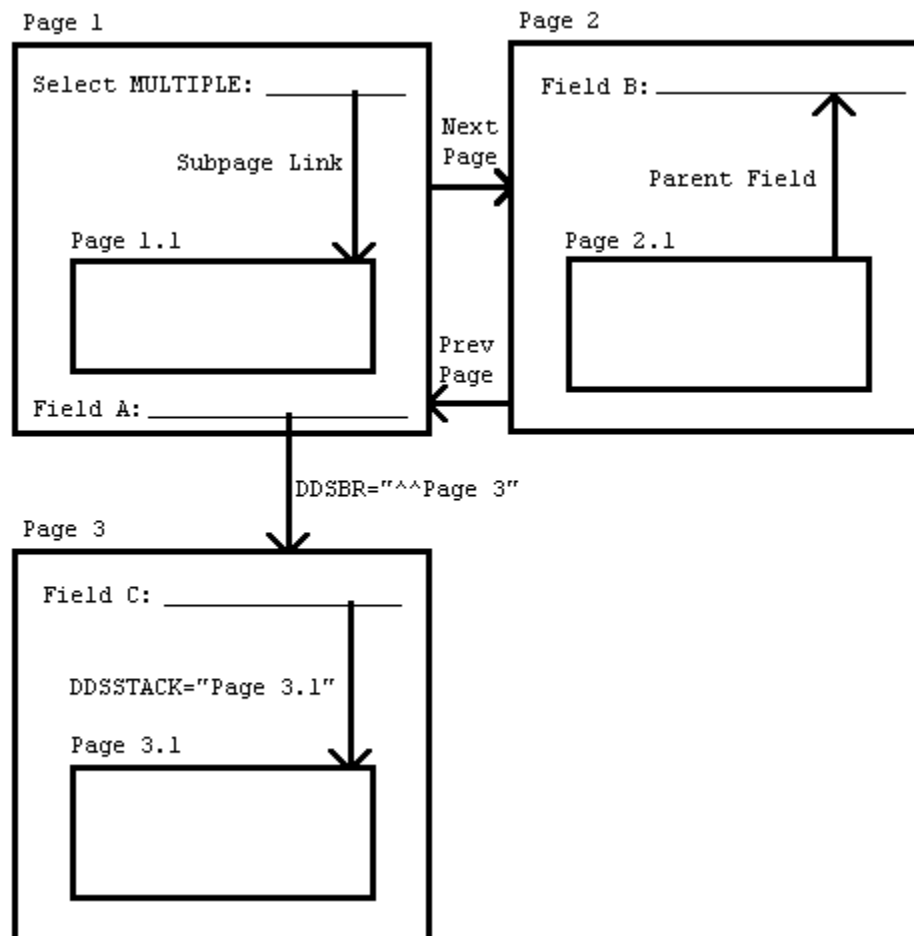 Page 1
Select MULTIPLE:
Subpage Link
Page 1.1
Field A:
Next
Page
Prev
Page
Page 2
Field B:
Parent Field
Page 2.1
DDSBR="^^Page 3"
Page 3
Field C:
DDSSTACK="Page 3.1"
Page 3.1